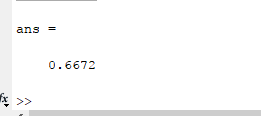 ans =
0.6672
fx >>